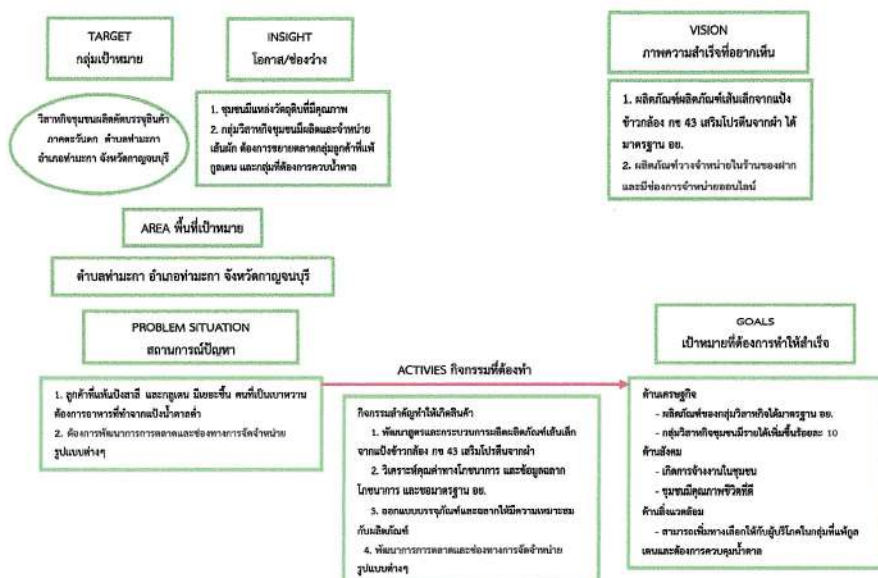 TARGET
กลุ่มเป้าหมาย
INSIGHT
โอกาส/ช่องว่าง
VISION
ภาพความสำเร็จที่อยากเห็น
วิสาหกิจชุมชนผลิตคัดบรรจุสินค้า
ภาคตะวันตก ตำบลท่ามะกา
อำเภอท่ามะกา จังหวัดกาญจนบุรี
1. ชุมชนมีแหล่งวัตถุดิบที่มีคุณภาพ
2. กลุ่มวิสาหกิจชุมชนมีผลิตและจำหน่าย
เส้นผัก ต้องการขยายตลาดกลุ่มลูกค้าที่แพ้
กูลเตน และกลุ่มที่ต้องการควบน้ำตาล
1. ผลิตภัณฑ์ผลิตภัณฑ์เส้นเล็กจากแป้ง
ข้าวกล้อง กข 43 เสริมโปรตีนจากผำ ได้
มาตรฐาน อย.
2. ผลิตภัณฑ์วางจำหน่ายในร้านของฝาก
และมีช่องการจำหน่ายออนไลน์
AREA พื้นที่เป้าหมาย
ตำบลท่ามะกา อำเภอท่ามะกา จังหวัดกาญจนบุรี
PROBLEM SITUATION
สถานการณ์ปัญหา
GOALS
เป้าหมายที่ต้องการทำให้สำเร็จ
ACTIVIES กิจกรรมที่ต้องทำ
1. ลูกค้าที่แพ้นแป้งสาลี และกลูเตน มีเยอะขึ้น คนที่เป็นเบาหวาน
ต้องการอาหารที่ทำจากแป้งน้ำตาลต่ำ
2. ต้องการพัฒนาการการตลาดและช่องทางการจัดจำหน่าย
รูปแบบต่างๆ
กิจกรรมสำคัญทำให้เกิดสินค้า
1. พัฒนาสูตรและกระบวนการผลิตผลิตภัณฑ์เส้นเล็ก
จากแป้งข้าวกล้อง กข 43 เสริมโปรตีนจากผำ
2. วิเคราะห์คุณค่าทางโภชนาการ และข้อมูลฉลาก
โภชนาการ และขอมาตรฐาน อย.
3. ออกแบบบรรจุภัณฑ์และฉลากให้มีความเหมาะสม
กับผลิตภัณฑ์
4. พัฒนาการการตลาดและช่องทางการจัดจำหน่าย
รูปแบบต่างๆ
ด้านเศรษฐกิจ
- ผลิตภัณฑ์ของกลุ่มวิสาหกิจได้มาตรฐาน อย.
- กลุ่มวิสาหกิจชุมชนมีรายได้เพิ่มขึ้นร้อยละ 10
ด้านสังคม
- เกิดการจ้างงานในชุมชน
- ชุมชนมีคุณภาพชีวิตที่ดี
ด้านสิ่งแวดล้อม
- สามารถเพิ่มทางเลือกให้กับผู้บริโภคในกลุ่มที่แพ้กลู
เตนและต้องการควบคุมน้ำตาล